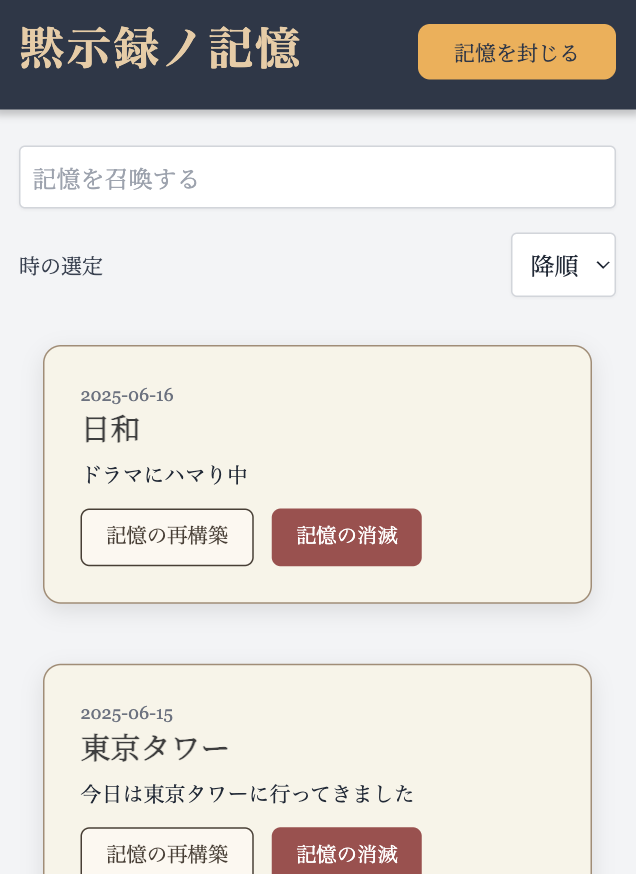 黙示録ノ記憶
記憶を封じる
記憶を召喚する
時の選定
降順
2025-06-16
日和
ドラマにハマり中
記憶の再構築
記憶の消滅
2025-06-15
東京タワー
今日は東京タワーに行ってきました
記憶の再構築
記憶の消滅